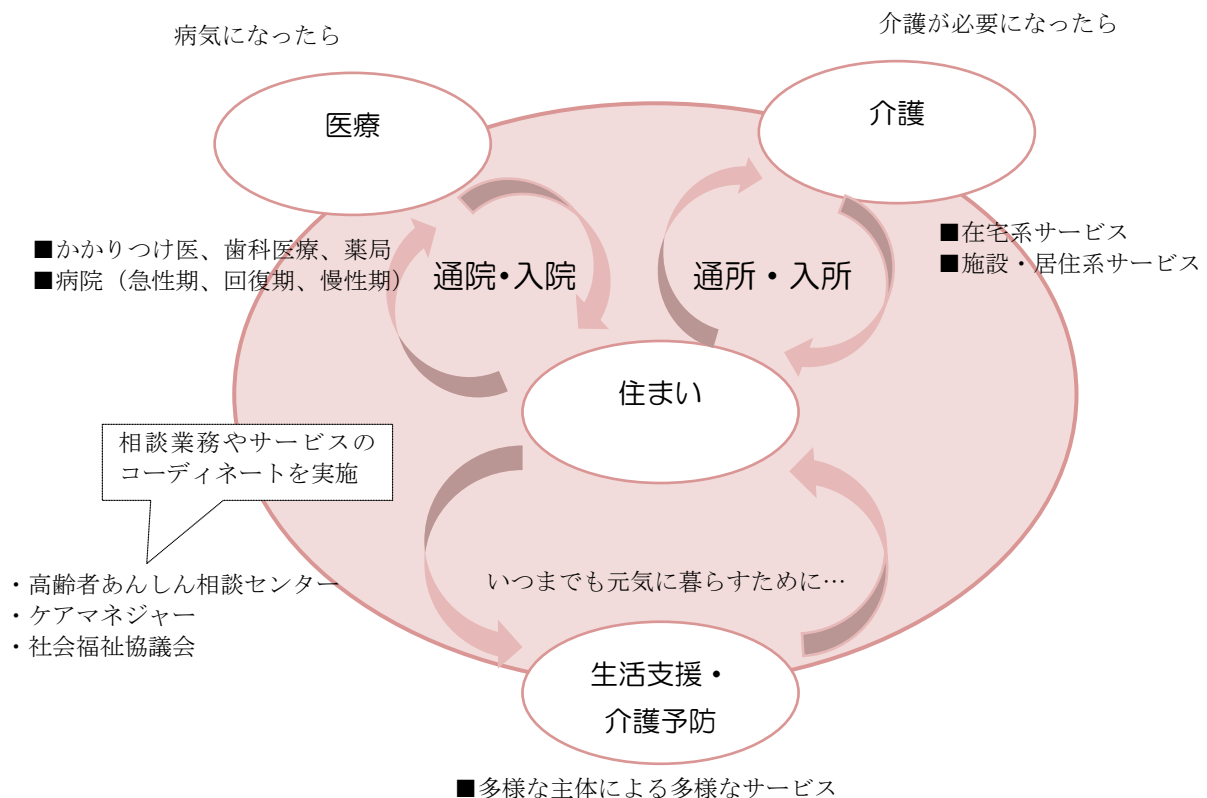 病気になったら
介護が必要になったら
医療
介護
■かかりつけ医、歯科医療、薬局
■病院（急性期、回復期、慢性期）
通院・入院
通所・入所
■在宅系サービス
■施設・居住系サービス
住まい
相談業務やサービスの
コーディネートを実施
・高齢者あんしん相談センター
・ケアマネジャー
・社会福祉協議会
いつまでも元気に暮らすために…
生活支援・
介護予防
■多様な主体による多様なサービス